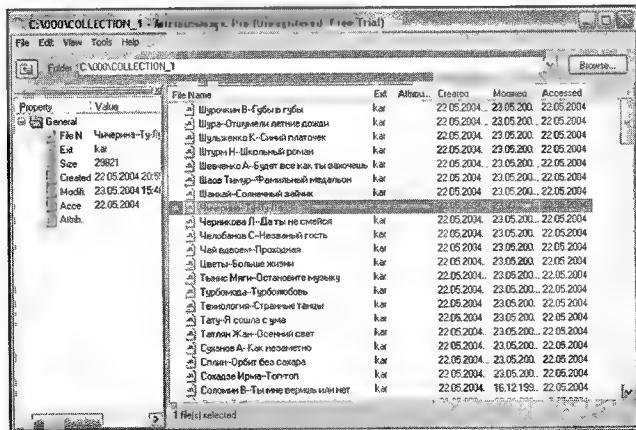 C:\000\COLLECTION_1 - AttributeMagic Pro (Unregistered Free Trial)
File Edit View Tools Help
Folder C:\000\COLLECTION_1 Browse...
Property Value
General
File N Чичерина-Ту-Лу
Ext kar
Size 29821
Created 22.05.2004 20:5
Modifi. 23.05.2004 15:4
Acce 22.05.2004
Attrib.
File Name Ext Attribu... Created Modified Accessed
Шурочкин В-Губы в губы kar 22.05.2004... 23.05.200... 22.05.2004
Шура-Отшумели летние дожди kar 22.05.2004... 23.05.200... 22.05.2004
Шульженко К-Синий платочек kar 22.05.2004... 23.05.200... 22.05.2004
Штурм Н-Школьный роман kar 22.05.2004... 23.05.200... 22.05.2004
Шевченко А-Будет все как ты захочешь kar 22.05.2004... 23.05.200... 22.05.2004
Шаов Тимур-Фамильный медальон kar 22.05.2004... 23.05.200... 22.05.2004
Шанхай-Солнечный зайчик kar 22.05.2004... 23.05.200... 22.05.2004
Черникова Л-Да ты не смейся kar 22.05.2004... 23.05.200... 22.05.2004
Челобанов С-Незваный гость kar 22.05.2004... 23.05.200... 22.05.2004
Чай вдвоем-Проходная kar 22.05.2004... 23.05.200... 22.05.2004
Цветы-Больше жизни kar 22.05.2004... 23.05.200... 22.05.2004
Тынис Мяги-Остановите музыку kar 22.05.2004... 23.05.200... 22.05.2004
Турбомода-Турболюбовь kar 22.05.2004... 23.05.200... 22.05.2004
Технология-Странные танцы kar 22.05.2004... 23.05.200... 22.05.2004
Тату-Я сошла с ума kar 22.05.2004... 23.05.200... 22.05.2004
Татлян Жан-Осенний свет kar 22.05.2004... 23.05.200... 22.05.2004
Суханов А-Как незаметно kar 22.05.2004... 23.05.200... 22.05.2004
Сплин-Орбит без сахара kar 22.05.2004... 23.05.200... 22.05.2004
Сохадзе Ирма-Топ-топ kar 22.05.2004... 23.05.200... 22.05.2004
Соломин В-Ты мне веришь или нет kar 22.05.2004... 16.12.199... 22.05.2004
1 file(s) selected